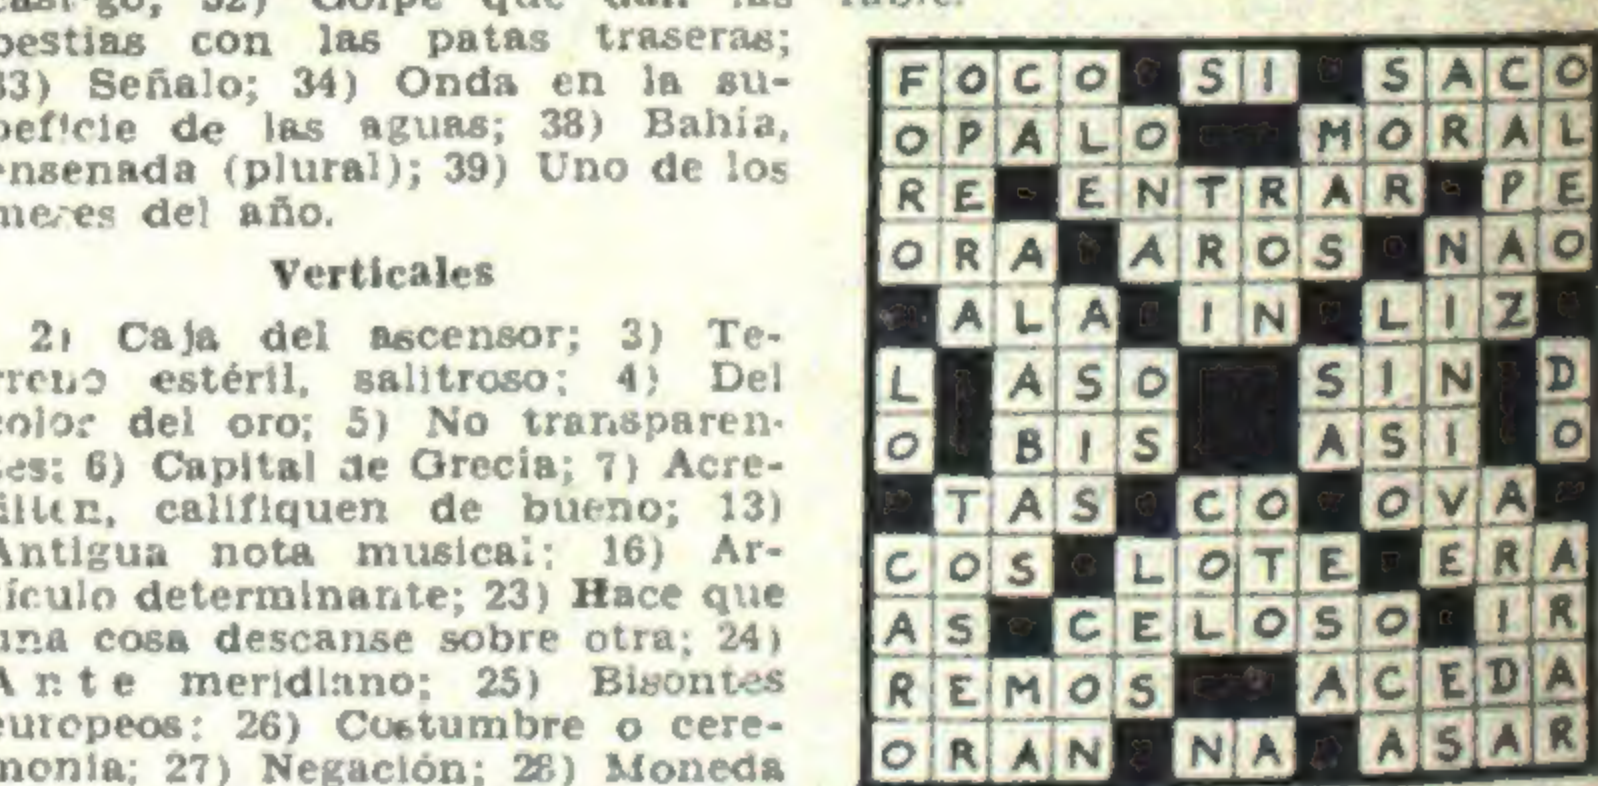 que dan las
bestias con las patas traseras;
33) Señalo; 34) Onda en la su-
peficie de las aguas; 38) Bahía,
ensenada (plural); 39) Uno de los
meses del año.
Verticales
2) Caja del ascensor; 3) Te-
rreno estéril, salitroso; 4) Del
color del oro; 5) No transparen-
tes; 6) Capital de Grecia; 7) Acre-
diten, califiquen de bueno; 13)
Antigua nota musical; 16) Ar-
tículo determinante; 23) Hace que
una cosa descanse sobre otra; 24)
Ante meridiano; 25) Bisontes
europeos; 26) Costumbre o cere-
monia; 27) Negación; 28) Moneda
FOCO SI SACO
OPALO MORAL
RE ENTRAR PE
ORA AROS NAO
ALA IN LIZ
L ASO SIN D
O BIS ASI O
TAS CO OVA
COS LOTE ERA
AS CELOSO IR
REMOS ACEDA
ORAN NA ASAR